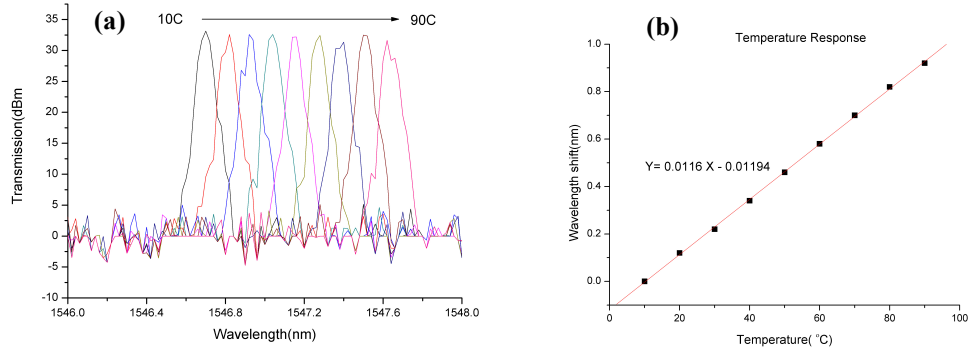 (a)
10C
90C
35
30
25
20
15
10
5
0
-5
-10
Transmission(dBm)
1546.0
1546.4
1546.8
1547.2
1547.6
1548.0
Wavelength(nm)
(b)
Temperature Response
1.0
0.8
0.6
0.4
0.2
0.0
Wavelength shift(nm)
Y= 0.0116 X - 0.01194
0
20
40
60
80
100
Temperature( °C)